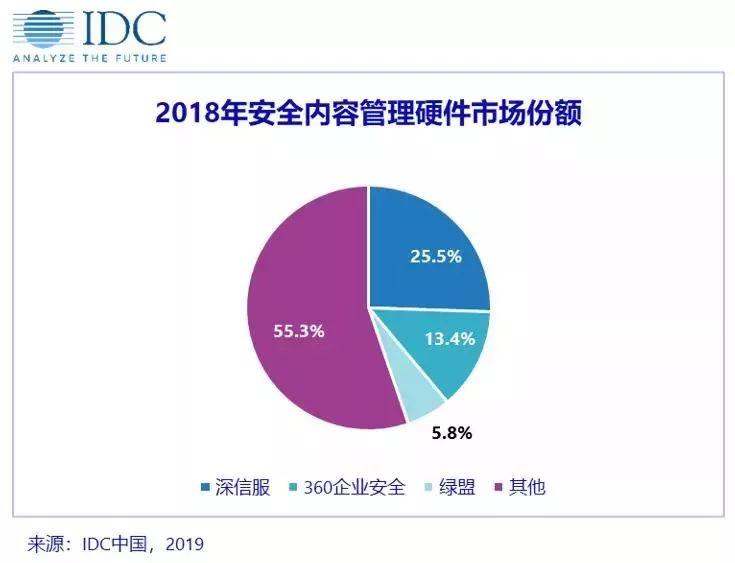 IDC
ANALYZE THE FUTURE
2018年安全内容管理硬件市场份额
25.5%
13.4%
55.3%
5.8%
深信服 360企业安全 绿盟 其他
来源：IDC中国，2019